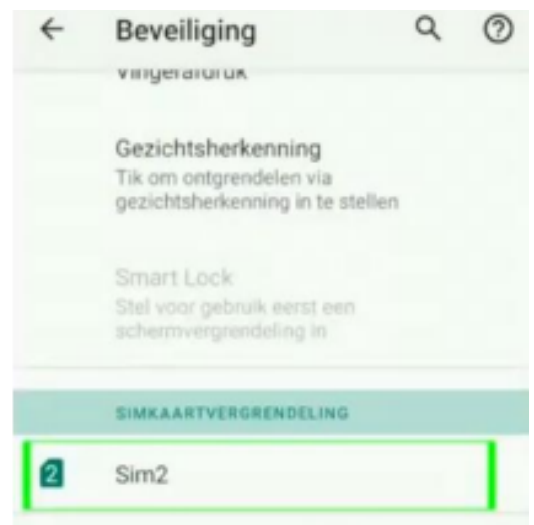 Beveiliging
Vingerafdruk
Gezichtsherkenning
Tik om ontgrendelen via
gezichtsherkenning in te stellen
Smart Lock
Stel voor gebruik eerst een
schermvergrendeling in
SIMKAARTVERGRENDELING
2 Sim2